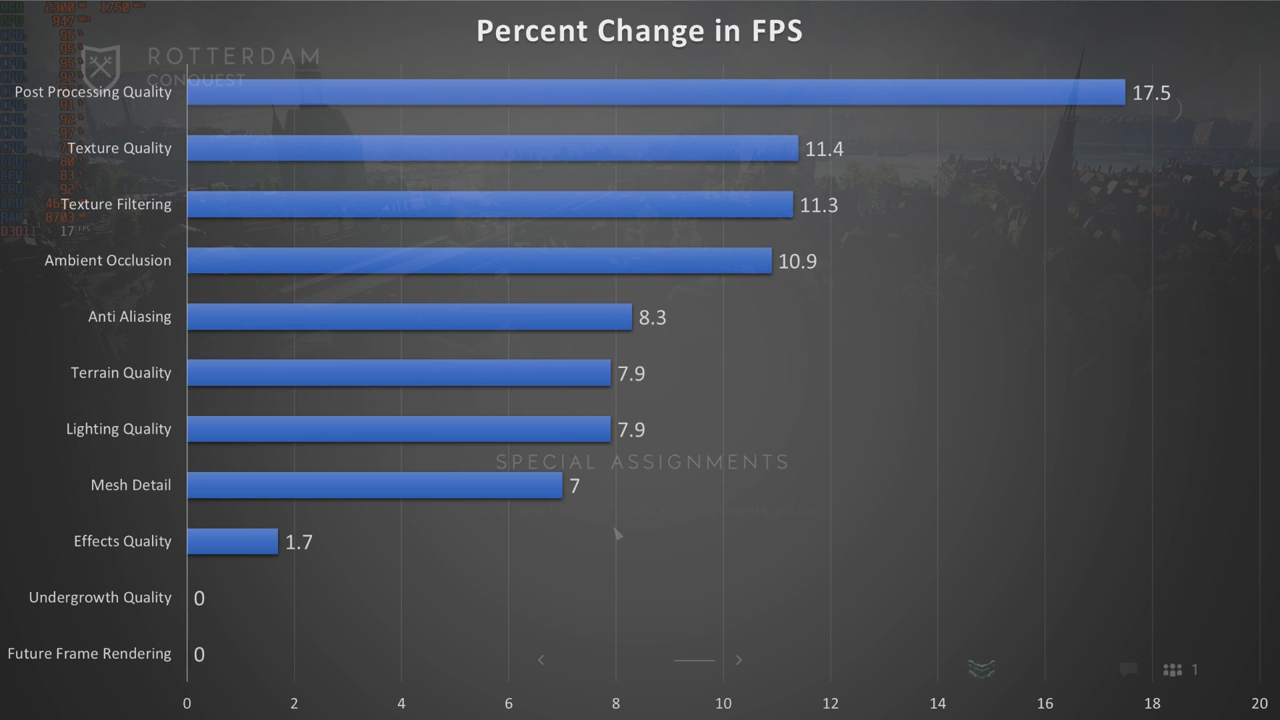 Percent Change in FPS
ROTTERDAM
CONQUEST
Post Processing Quality 17.5
Texture Quality 11.4
Texture Filtering 11.3
Ambient Occlusion 10.9
Anti Aliasing 8.3
Terrain Quality 7.9
Lighting Quality 7.9
SPECIAL ASSIGNMENTS
Mesh Detail 7
Effects Quality 1.7
Undergrowth Quality 0
Future Frame Rendering 0
1
0 2 4 6 8 10 12 14 16 18 20